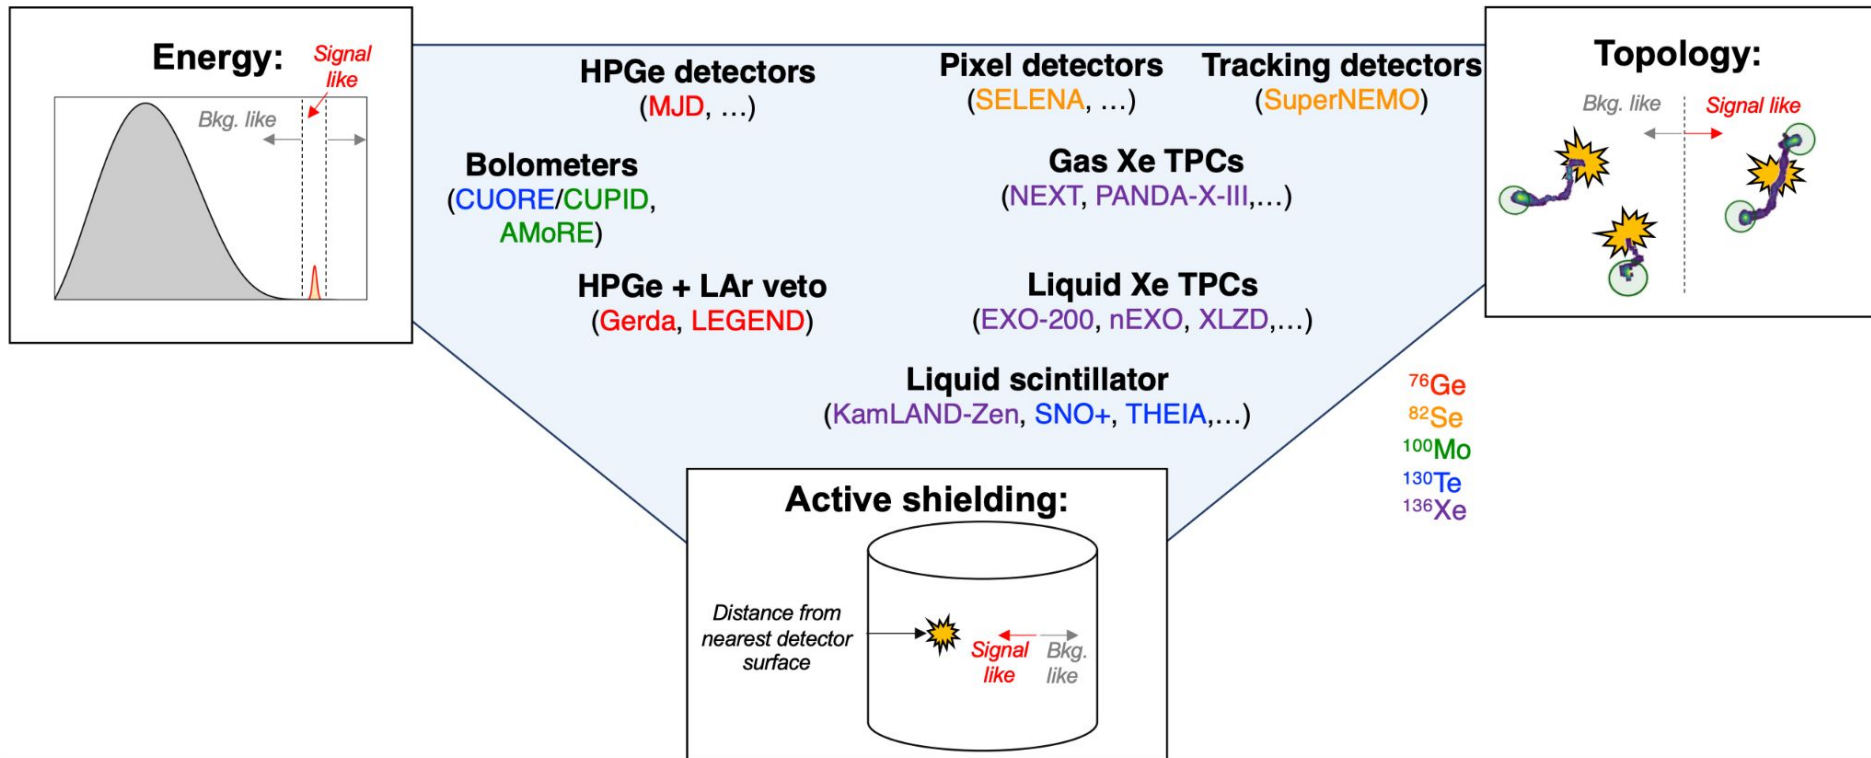 Energy:
Signal
like
Bkg. like
HPGe detectors
(MJD, …)
Pixel detectors
(SELENA, …)
Tracking detectors
(SuperNEMO)
Topology:
Bkg. like
Signal like
Bolometers
(CUORE/CUPID,
AMoRE)
Gas Xe TPCs
(NEXT, PANDA-X-III,…)
HPGe + LAr veto
(Gerda, LEGEND)
Liquid Xe TPCs
(EXO-200, nEXO, XLZD,…)
Liquid scintillator
(KamLAND-Zen, SNO+, THEIA,…)
⁷⁶Ge
⁸²Se
¹⁰⁰Mo
¹³⁰Te
¹³⁶Xe
Active shielding:
Distance from
nearest detector
surface
Signal
like
Bkg.
like